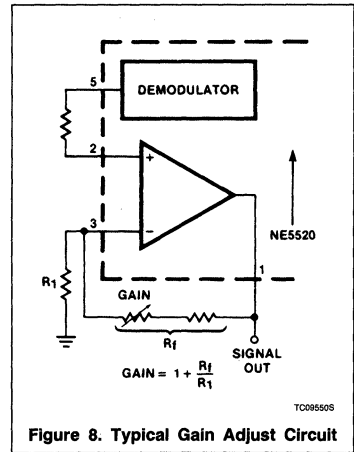 5
DEMODULATOR
2
+
3
−
NE5520
1
R1
GAIN
Rf
SIGNAL
OUT
GAIN = 1 + Rf
R1
TC09550S
Figure 8. Typical Gain Adjust Circuit